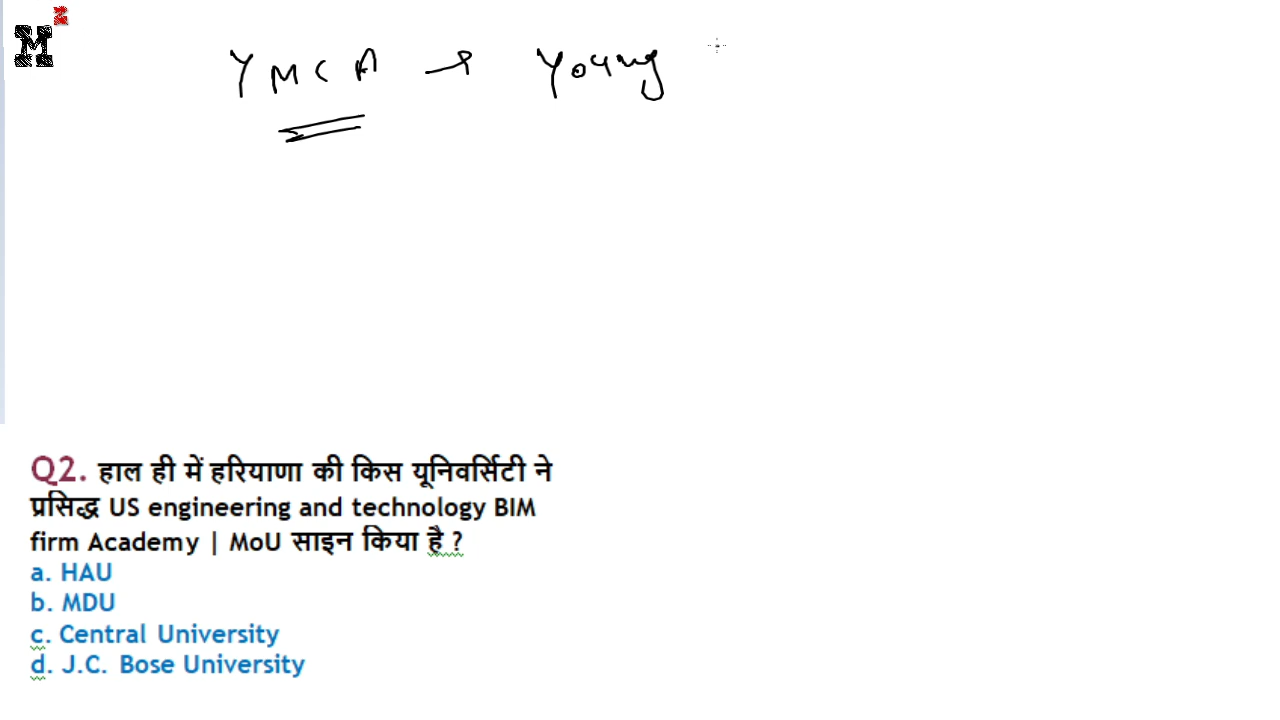 M2
YMCA → Young
Q2. हाल ही में हरियाणा की किस यूनिवर्सिटी ने
प्रसिद्ध US engineering and technology BIM
firm Academy | MoU साइन किया है ?
a. HAU
b. MDU
c. Central University
d. J.C. Bose University